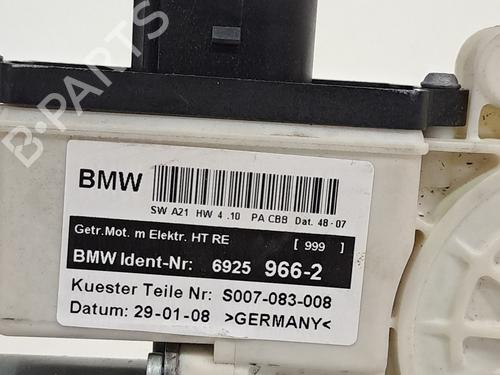 B-PARTS
BMW
SW A21 HW 4.10 PA CBB Dat. 48-07
Getr.Mot. m Elektr. HT RE [ 999 ]
BMW Ident-Nr: 6925 966-2
Kuester Teile Nr: S007-083-008
Datum: 29-01-08 >GERMANY<